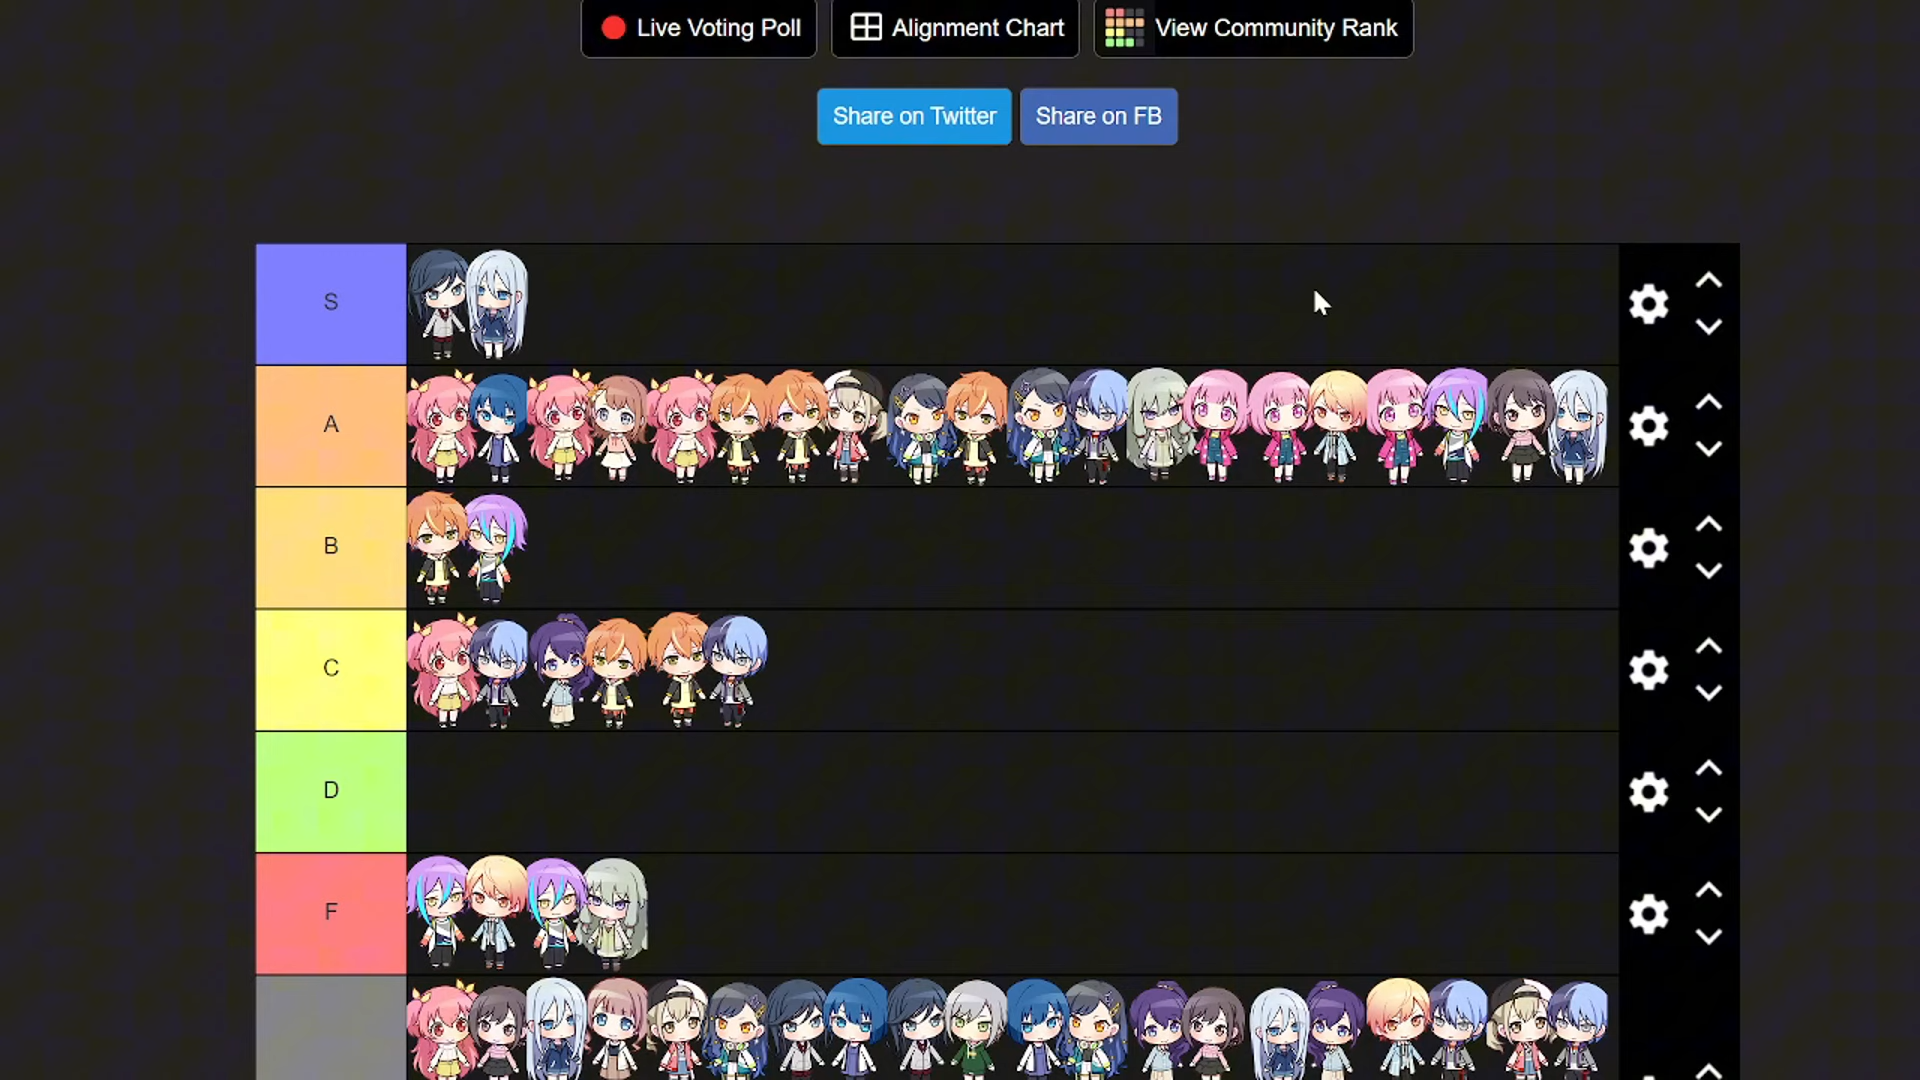 Live Voting Poll
Alignment Chart
View Community Rank
Share on Twitter
Share on FB
S
A
B
C
D
F